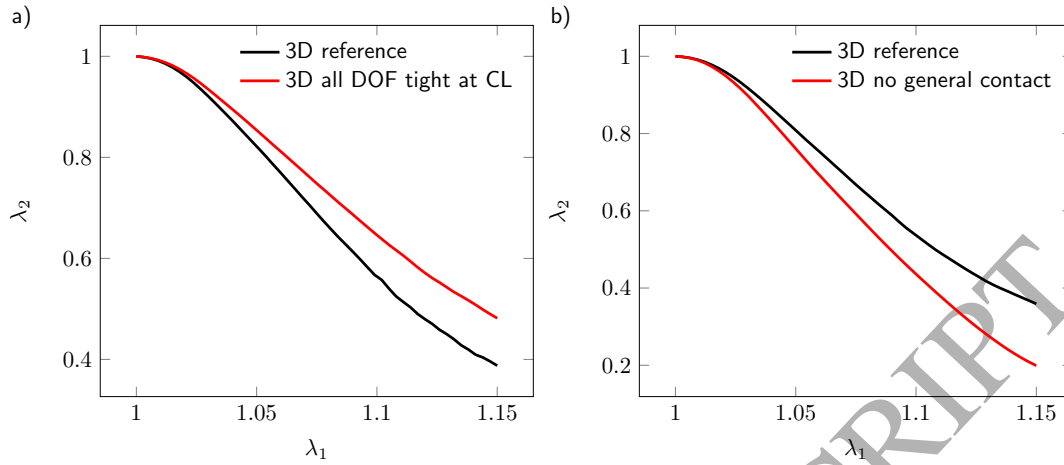 a)
3D reference
3D all DOF tight at CL
1
0.8
0.6
0.4
λ2
1
1.05
1.1
1.15
λ1
b)
3D reference
3D no general contact
1
0.8
0.6
0.4
0.2
λ2
1
1.05
1.1
1.15
λ1
SCRIPT